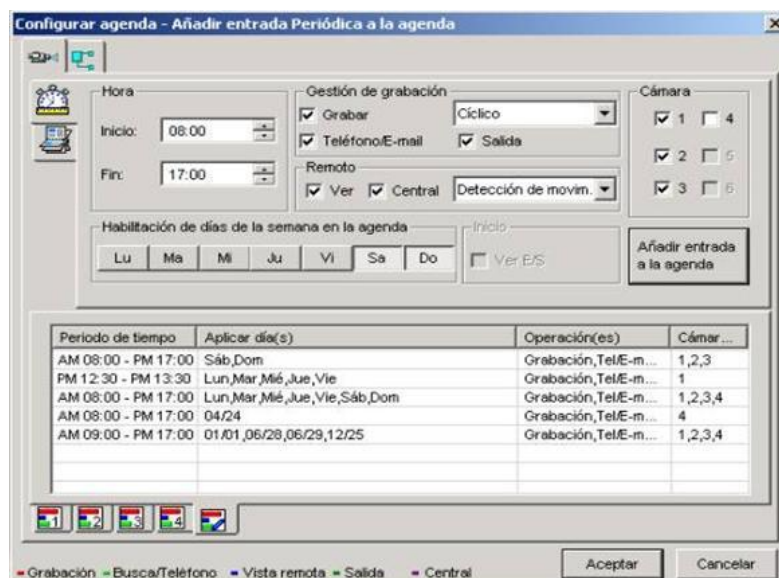 Configurar agenda - Añadir entrada Periódica a la agenda
Hora
Inicio: 08:00
Fin: 17:00
Gestión de grabación
Grabar Cíclico
Teléfono/E-mail Salida
Remoto
Ver Central Detección de movim.
Cámara
1 4
2 5
3 6
Habilitación de días de la semana en la agenda
Lu Ma Mi Ju Vi Sa Do
Inicio
Ver E/S
Añadir entrada
a la agenda
Periodo de tiempo Aplicar día(s) Operación(es) Cámar...
AM 08:00 - PM 17:00 Sáb,Dom Grabación,Tel/E-m... 1,2,3
PM 12:30 - PM 13:30 Lun,Mar,Mié,Jue,Vie Grabación,Tel/E-m... 1
AM 08:00 - PM 17:00 Lun,Mar,Mié,Jue,Vie,Sáb,Dom Grabación,Tel/E-m... 1,2,3,4
AM 08:00 - PM 17:00 04/24 Grabación,Tel/E-m... 4
AM 09:00 - PM 17:00 01/01,06/28,06/29,12/25 Grabación,Tel/E-m... 1,2,3,4
1 2 3 4
Grabación Busca/Teléfono Vista remota Salida Central
Aceptar Cancelar